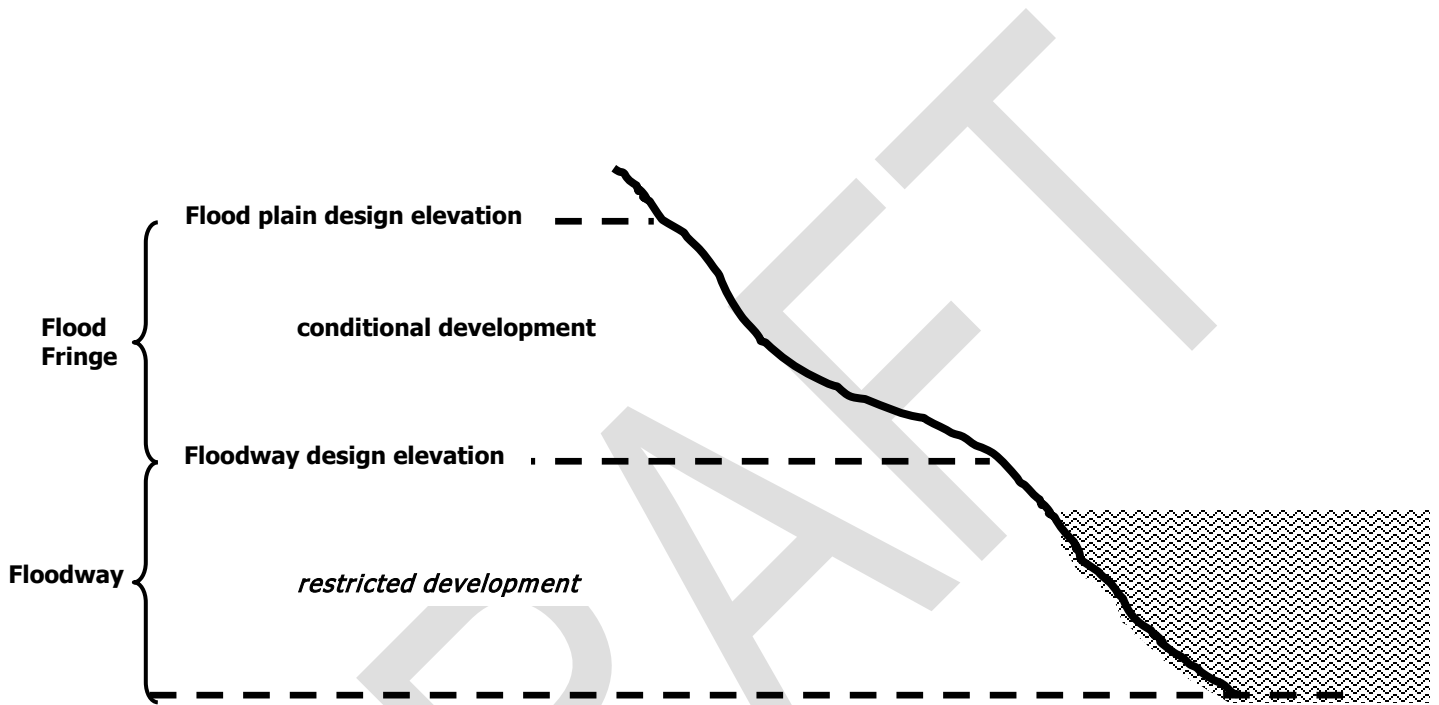 Flood plain design elevation
Flood
Fringe
conditional development
Floodway design elevation
Floodway
restricted development
DRAFT